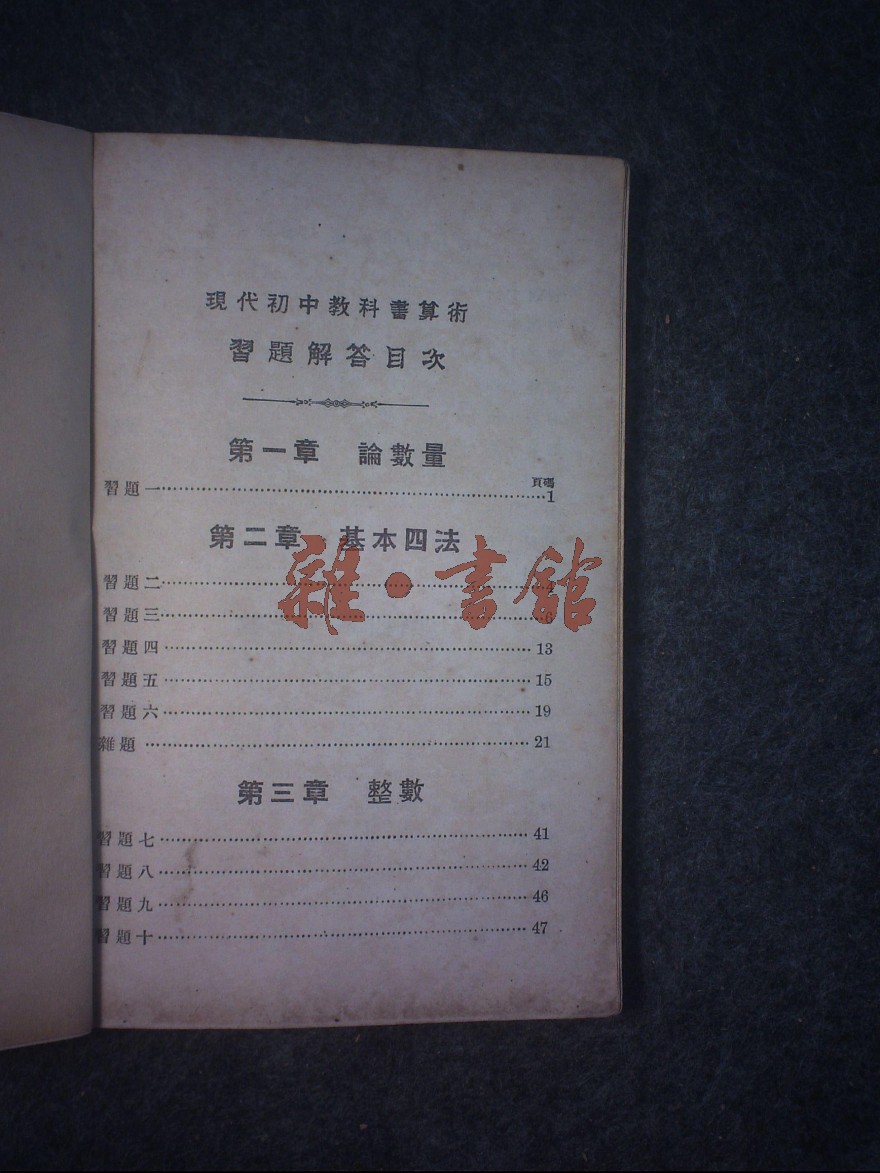 現代初中教科書算術
習題解答目次
第一章 論數量
頁碼
習題一……1
第二章 基本四法
習題二……
習題三……6
習題四……13
習題五……15
習題六……19
雜題……21
第三章 整數
習題七……41
習題八……42
習題九……46
習題十……47
雜·書館